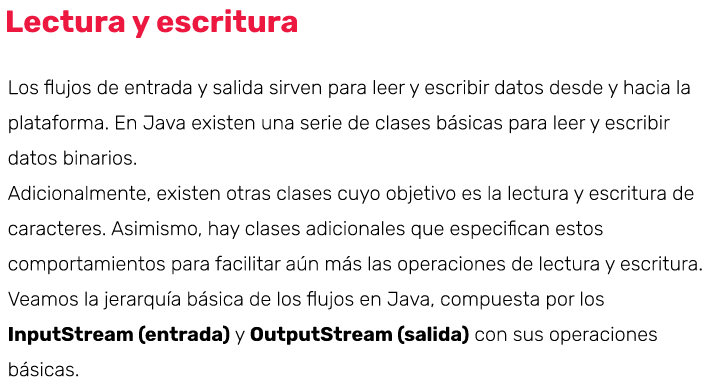 Lectura y escritura
Los flujos de entrada y salida sirven para leer y escribir datos desde y hacia la
plataforma. En Java existen una serie de clases básicas para leer y escribir
datos binarios.
Adicionalmente, existen otras clases cuyo objetivo es la lectura y escritura de
caracteres. Asimismo, hay clases adicionales que especifican estos
comportamientos para facilitar aún más las operaciones de lectura y escritura.
Veamos la jerarquía básica de los flujos en Java, compuesta por los
InputStream (entrada) y OutputStream (salida) con sus operaciones
básicas.